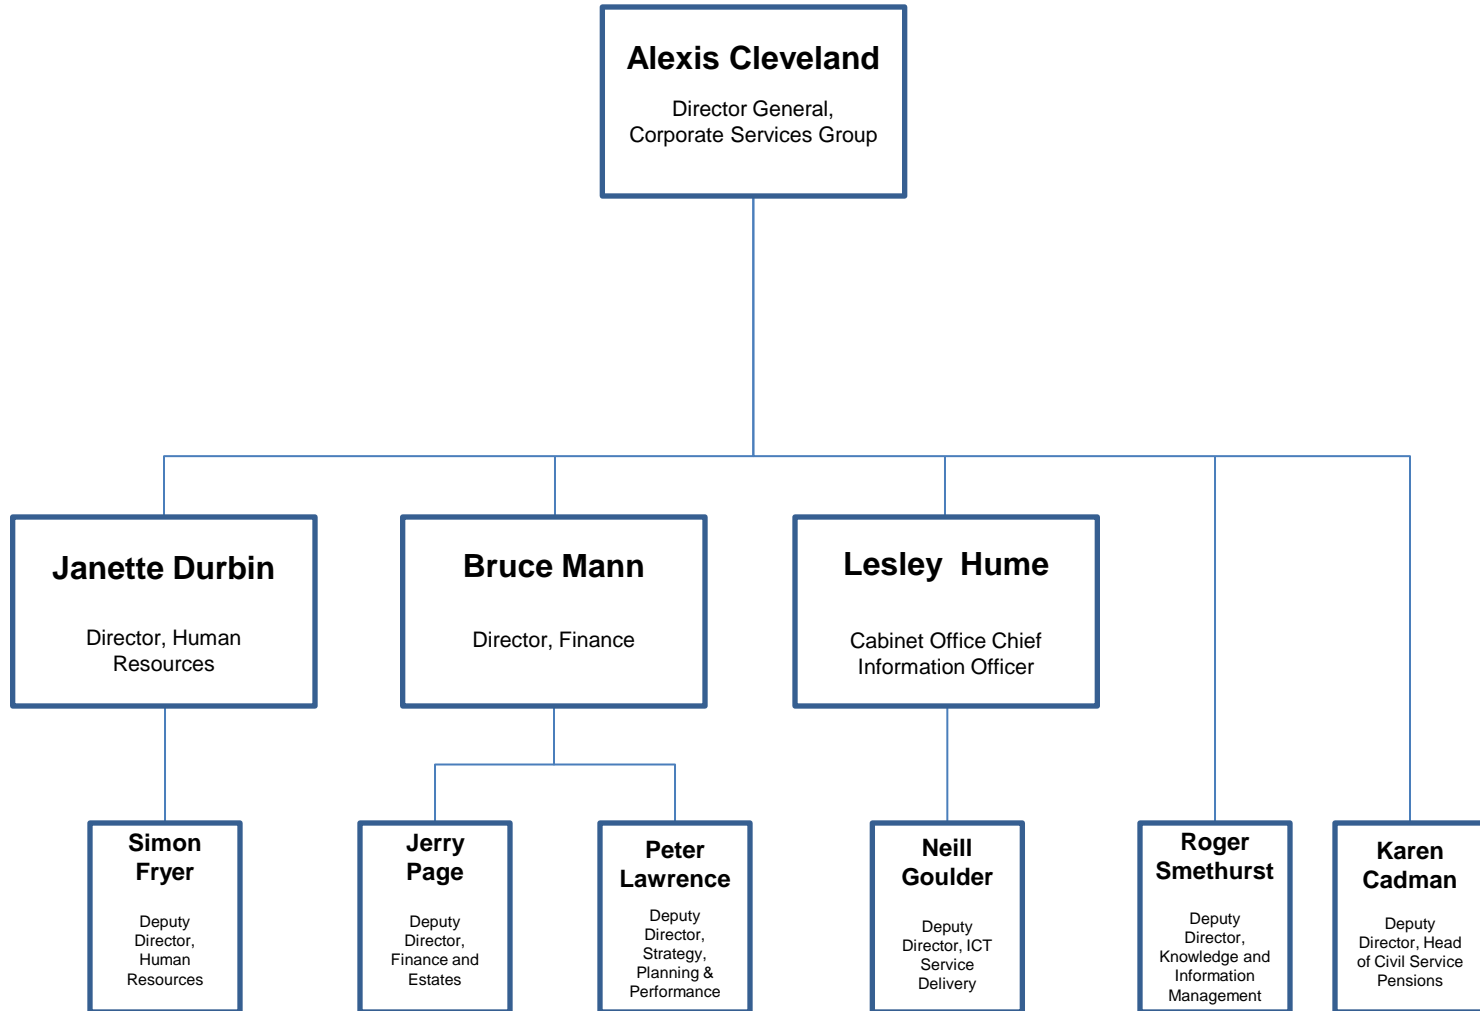 Alexis Cleveland
Director General,
Corporate Services Group
Janette Durbin
Director, Human
Resources
Bruce Mann
Director, Finance
Lesley  Hume
Cabinet Office Chief
Information Officer
Simon
Fryer
Deputy
Director,
Human
Resources
Jerry
Page
Deputy
Director,
Finance and
Estates
Peter
Lawrence
Deputy
Director,
Strategy,
Planning &
Performance
Neill
Goulder
Deputy
Director, ICT
Service
Delivery
Roger
Smethurst
Deputy
Director,
Knowledge and
Information
Management
Karen
Cadman
Deputy
Director, Head
of Civil Service
Pensions